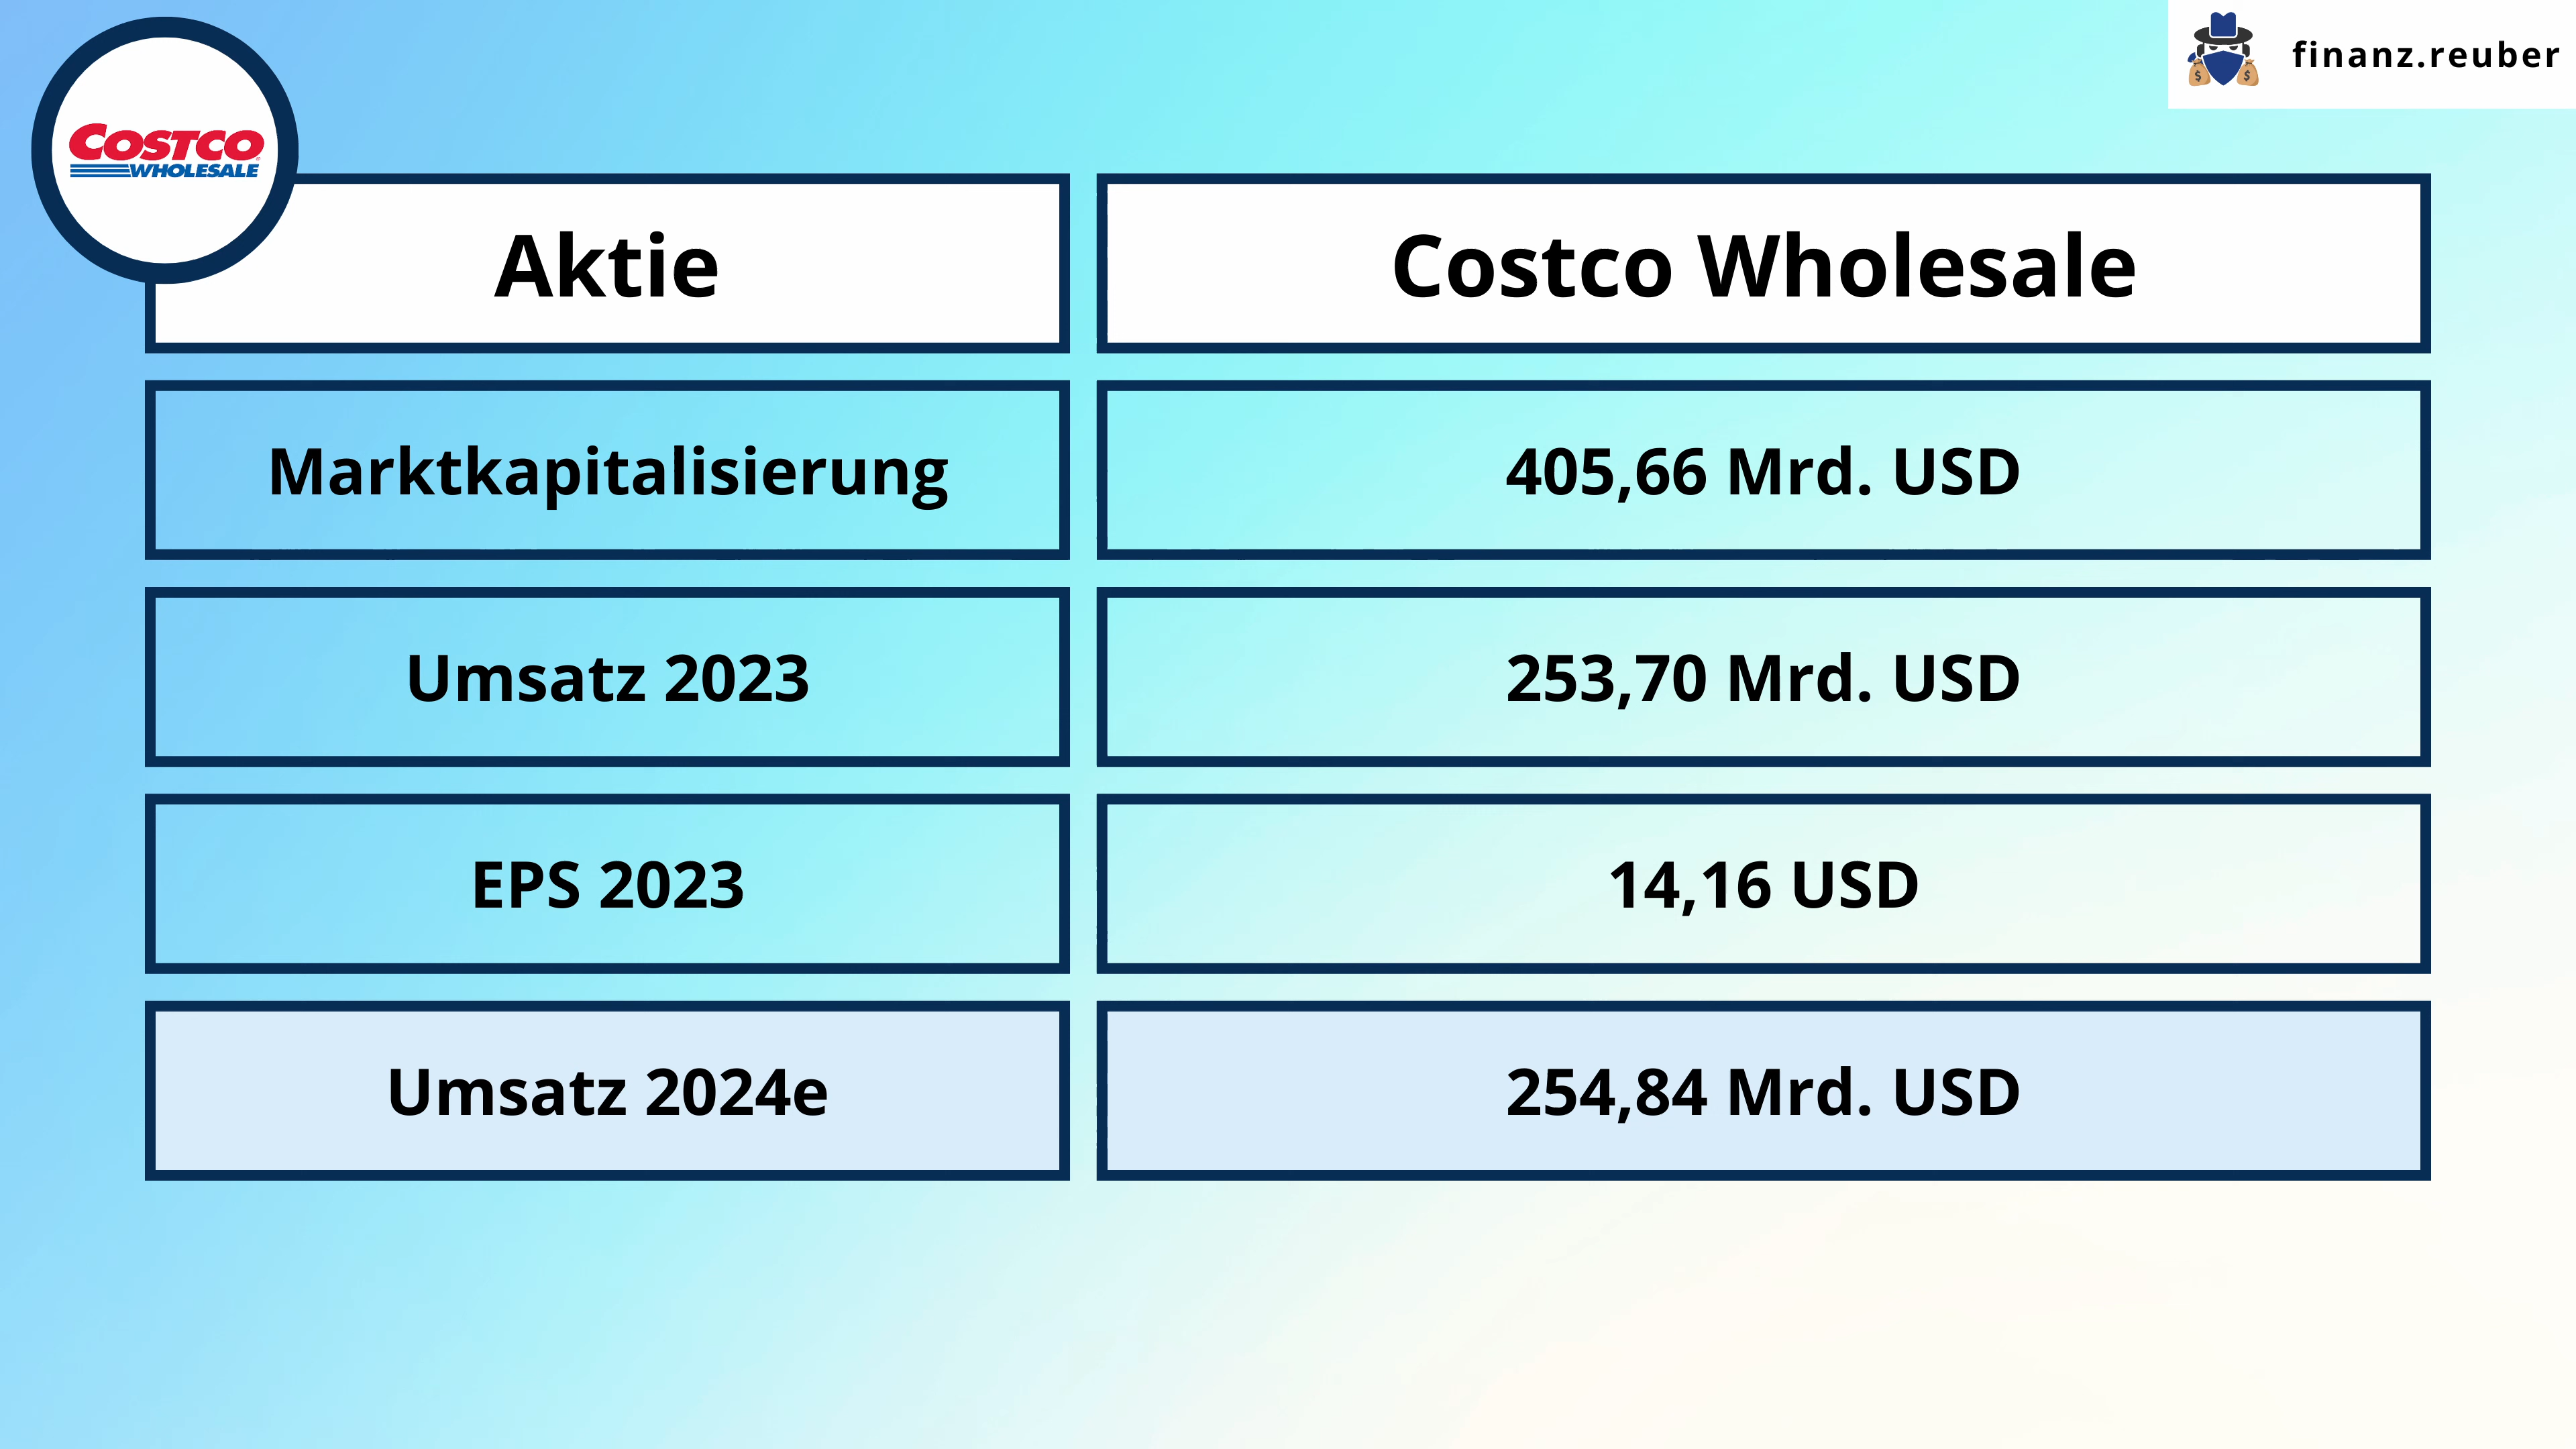 finanz.reuber
COSTCO
WHOLESALE
Aktie
Costco Wholesale
Marktkapitalisierung
405,66 Mrd. USD
Umsatz 2023
253,70 Mrd. USD
EPS 2023
14,16 USD
Umsatz 2024e
254,84 Mrd. USD